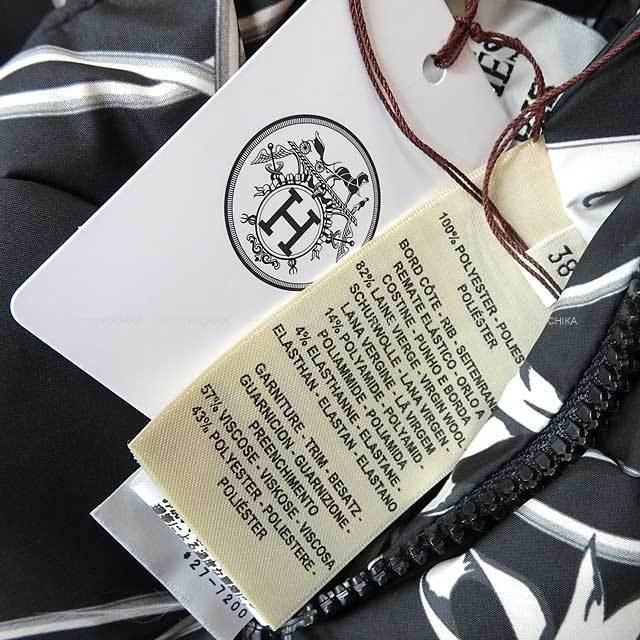 H
38
100% POLYESTER - POLIES
POLIÉSTER
BORD CÔTE - RIB - SEITENRAN
REMATE ELÁSTICO - ORLO A
COSTINE - PUNHO E BORDA
82% LAINE VIERGE - VIRGIN WOOL
SCHURWOLLE - LANA VIRGEN
LANA VERGINE - LÃ VIRGEM
14% POLYAMIDE - POLYAMID -
POLIAMMIDE - POLIAMIDA
4% ELASTHANNE - ELASTANE -
ELASTHAN - ELASTAN - ELASTANO
GARNITURE - TRIM - BESATZ -
GUARNICION - GUARNIZIONE -
PREENCHIMENTO
57% VISCOSE - VISKOSE - VISCOSA
43% POLYESTER - POLIESTERE -
POLIÉSTER
*27-7200